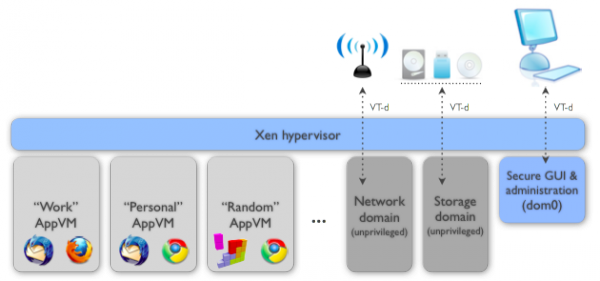 VT-d VT-d VT-d
Xen hypervisor
“Work”
AppVM
“Personal”
AppVM
“Random”
AppVM
...
Network
domain
(unprivileged)
Storage
domain
(unprivileged)
Secure GUI &
administration
(dom0)